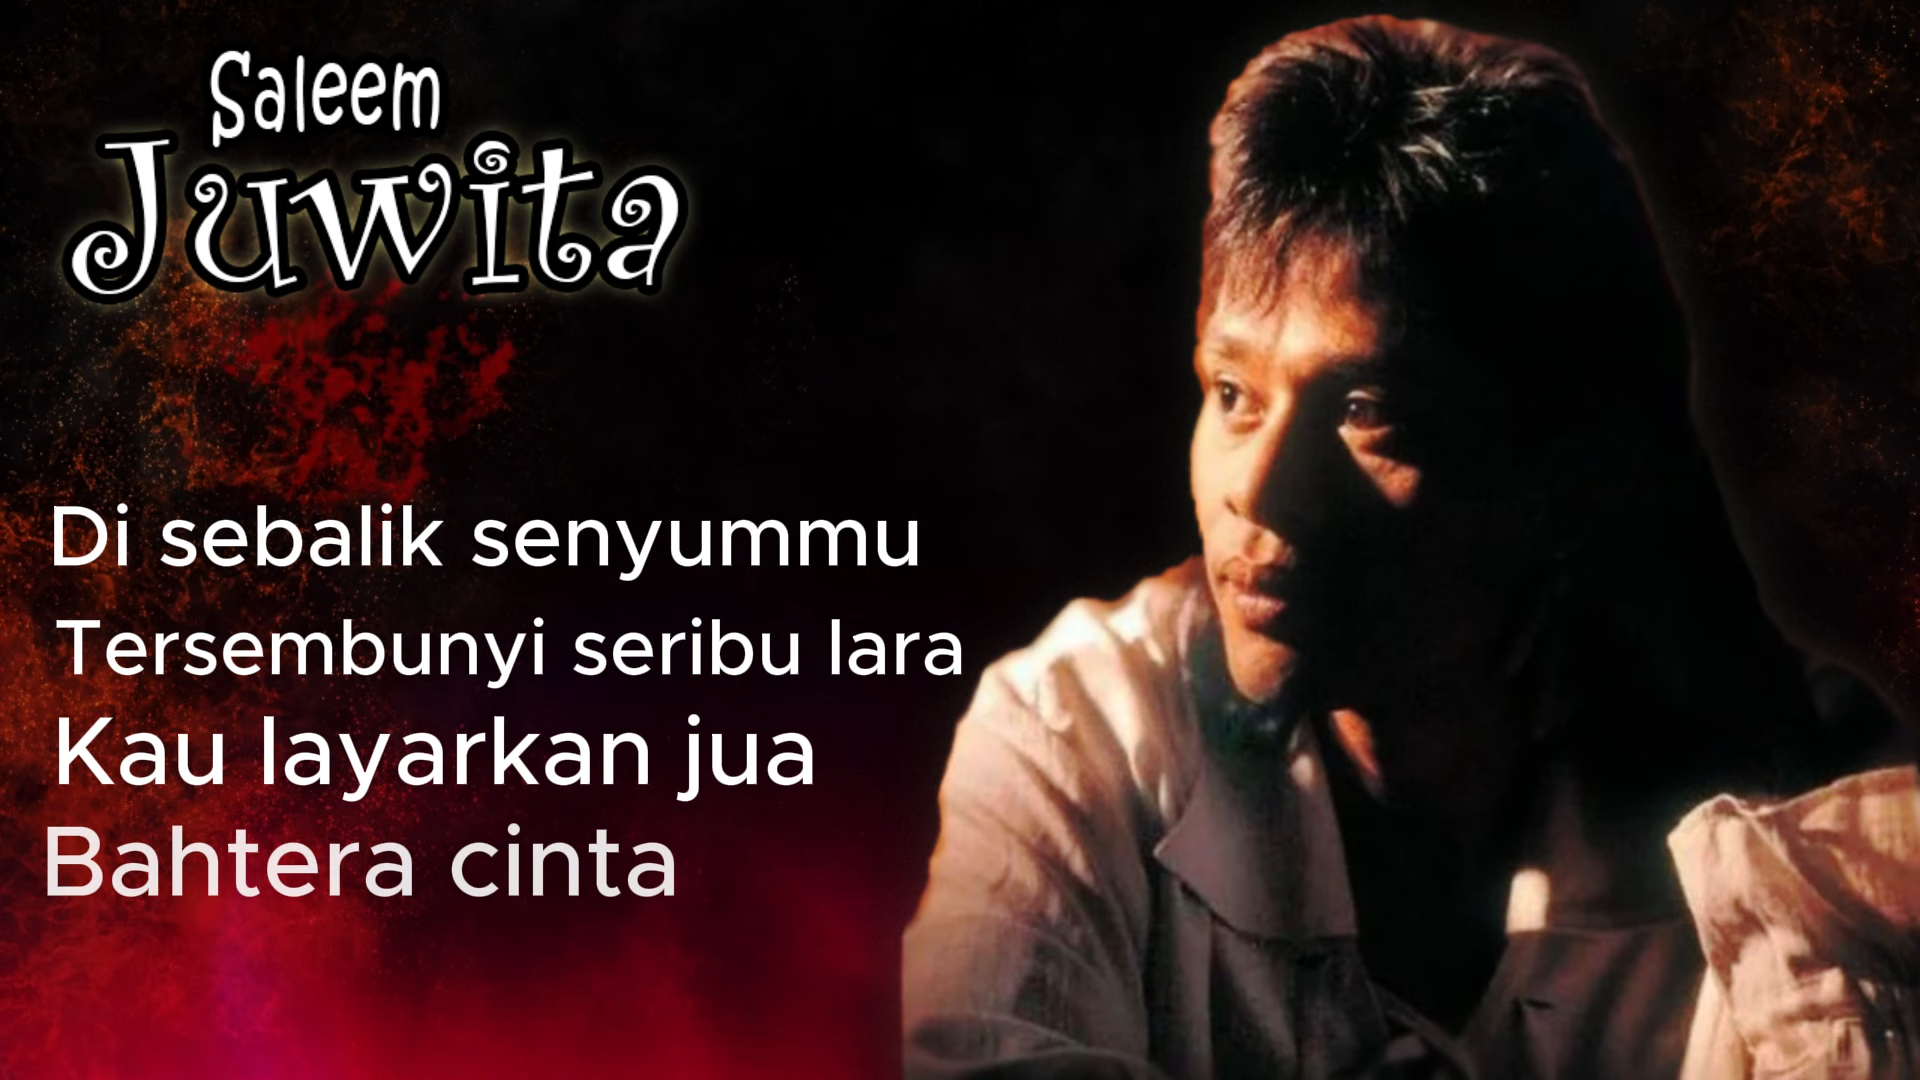 Saleem
Juwita
Di sebalik senyummu
Tersembunyi seribu lara
Kau layarkan jua
Bahtera cinta